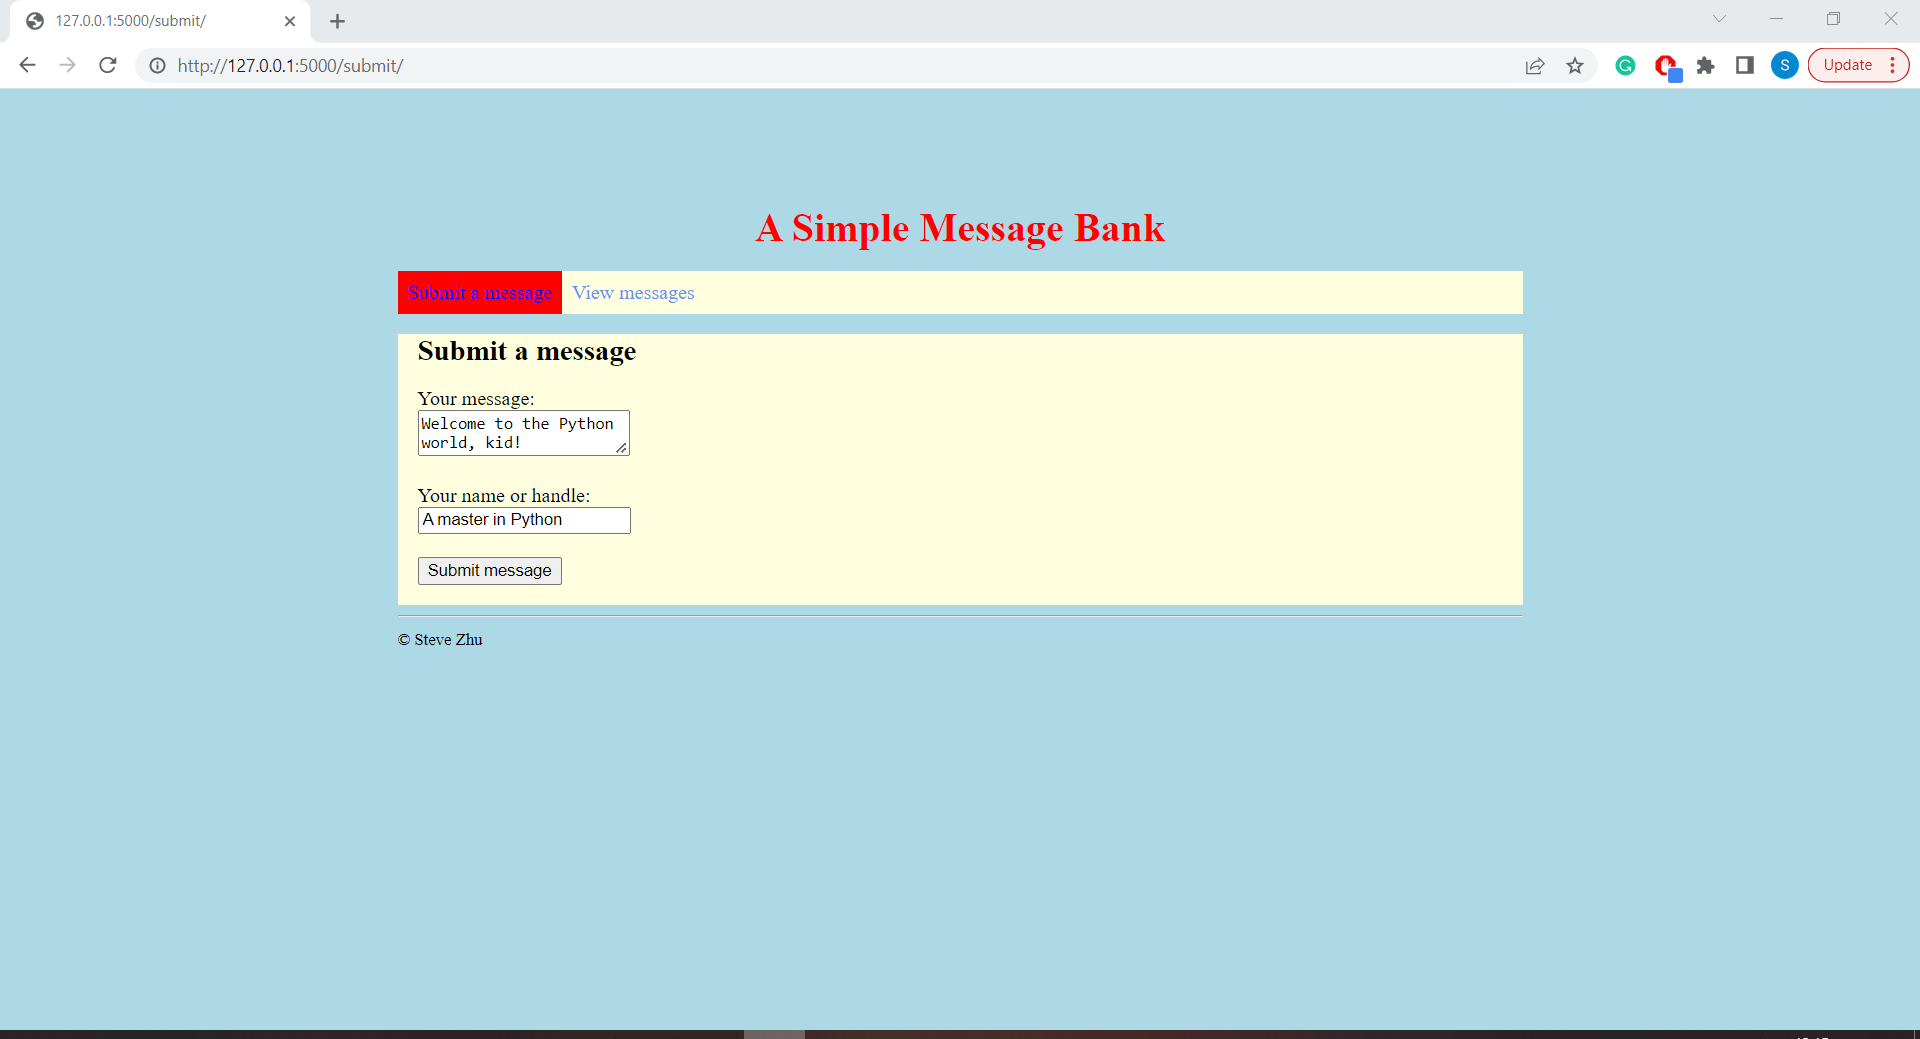 127.0.0.1:5000/submit/
http://127.0.0.1:5000/submit/
S
Update
A Simple Message Bank
Submit a message View messages
Submit a message
Your message:
Welcome to the Python
world, kid!
Your name or handle:
A master in Python
Submit message
© Steve Zhu